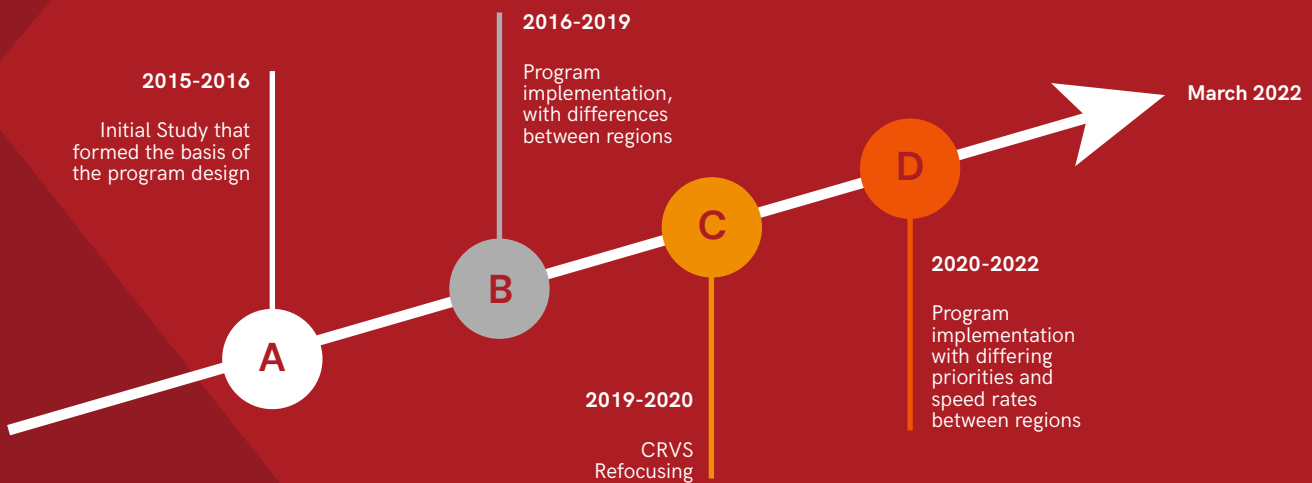 2015-2016
Initial Study that
formed the basis of
the program design
A
2016-2019
Program
implementation,
with differences
between regions
B
C
2019-2020
CRVS
Refocusing
D
2020-2022
Program
implementation
with differing
priorities and
speed rates
between regions
March 2022